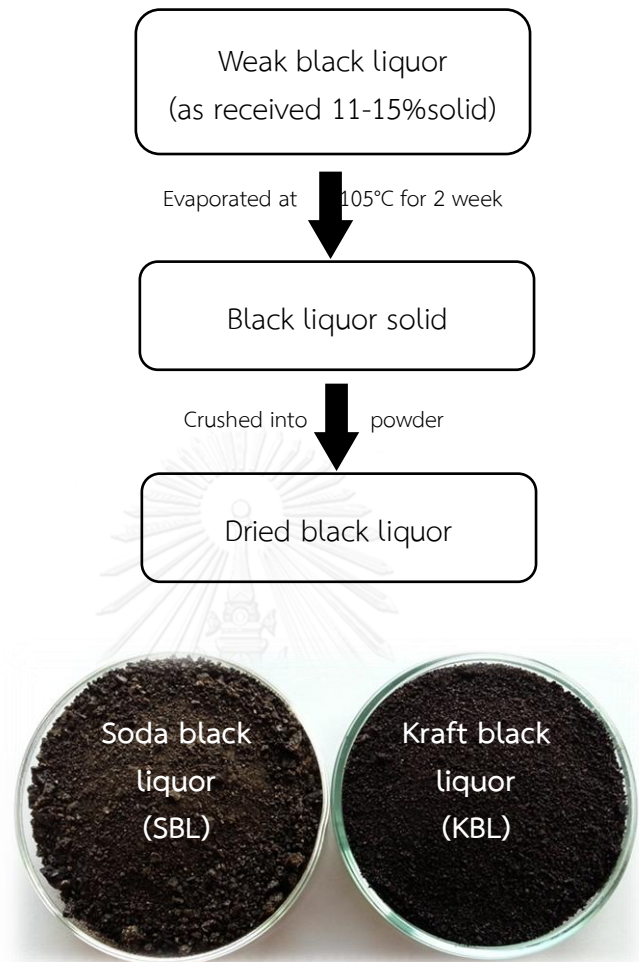 Weak black liquor
(as received 11-15%solid)
Evaporated at 105°C for 2 week
Black liquor solid
Crushed into powder
Dried black liquor
Soda black
liquor
(SBL)
Kraft black
liquor
(KBL)